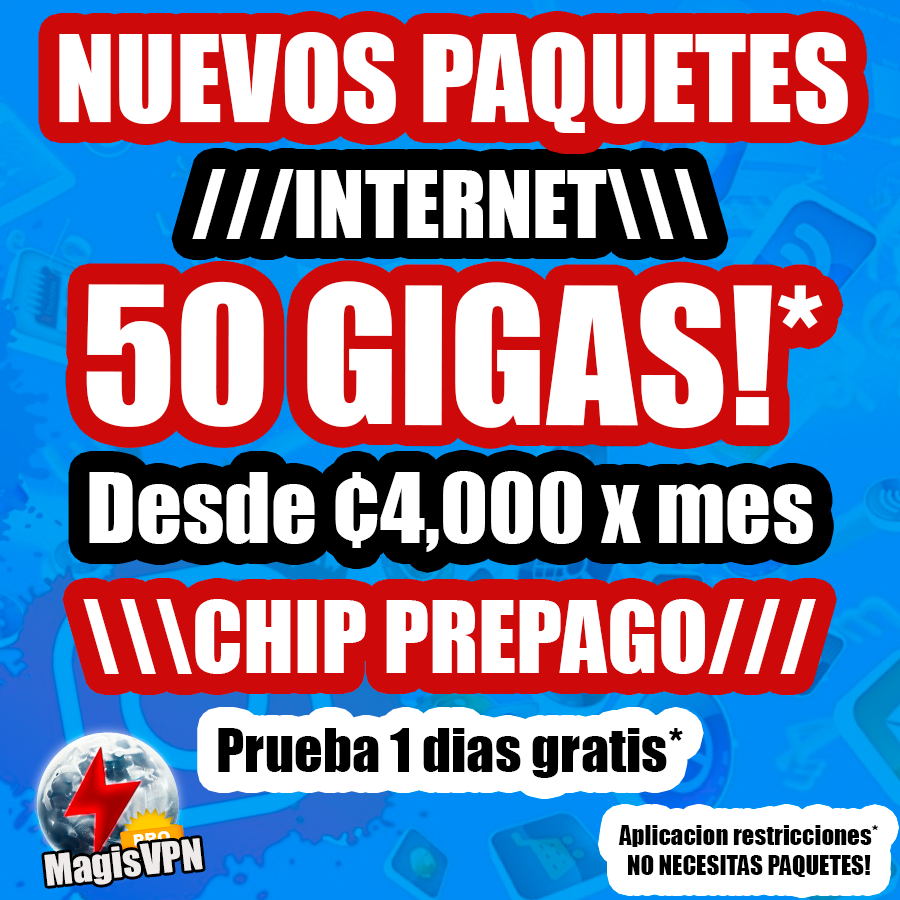 NUEVOS PAQUETES
///INTERNET\\\
50 GIGAS!*
Desde ₵4,000 x mes
\\\CHIP PREPAGO///
Prueba 1 dias gratis*
PRO
MagisVPN
Aplicacion restricciones*
NO NECESITAS PAQUETES!